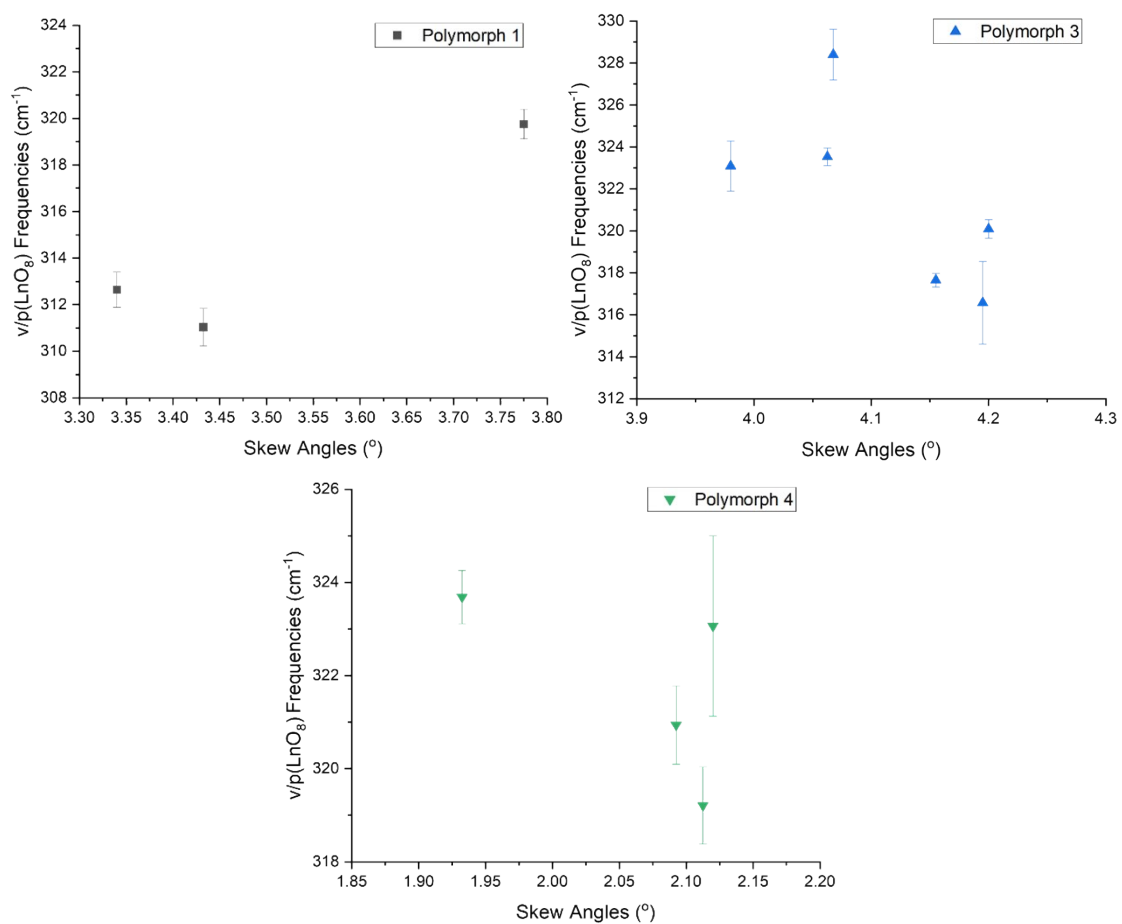 Polymorph 1
324
322
320
318
316
314
312
310
308
3.30 3.35 3.40 3.45 3.50 3.55 3.60 3.65 3.70 3.75 3.80
v/p(LnO₈) Frequencies (cm⁻¹)
Skew Angles (º)
Polymorph 3
330
328
326
324
322
320
318
316
314
312
3.9 4.0 4.1 4.2 4.3
v/p(LnO₈) Frequencies (cm⁻¹)
Skew Angles (º)
Polymorph 4
326
324
322
320
318
1.85 1.90 1.95 2.00 2.05 2.10 2.15 2.20
v/p(LnO₈) Frequencies (cm⁻¹)
Skew Angles (º)